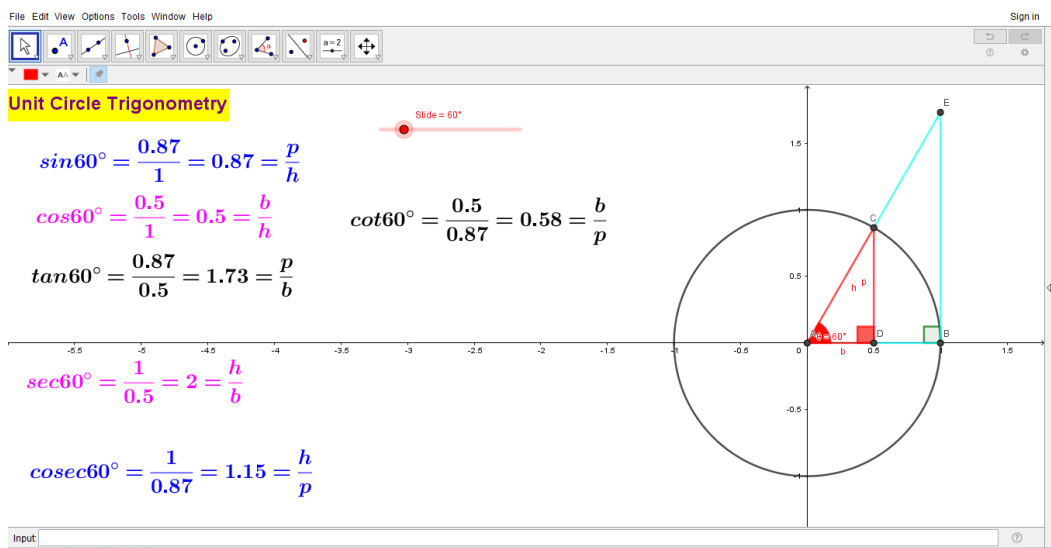 File Edit View Options Tools Window Help
Sign in
A
α
a=2
AA
Unit Circle Trigonometry
Slide = 60°
sin60° = 0.87/1 = 0.87 = p/h
cos60° = 0.5/1 = 0.5 = b/h
cot60° = 0.5/0.87 = 0.58 = b/p
tan60° = 0.87/0.5 = 1.73 = p/b
sec60° = 1/0.5 = 2 = h/b
cosec60° = 1/0.87 = 1.15 = h/p
E
1.5
1
C
0.5
h p
A θ = 60° D B
-5.5 -5 -4.5 -4 -3.5 -3 -2.5 -2 -1.5 -1 -0.5 0 0.5 1 1.5
b
-0.5
-1
Input: